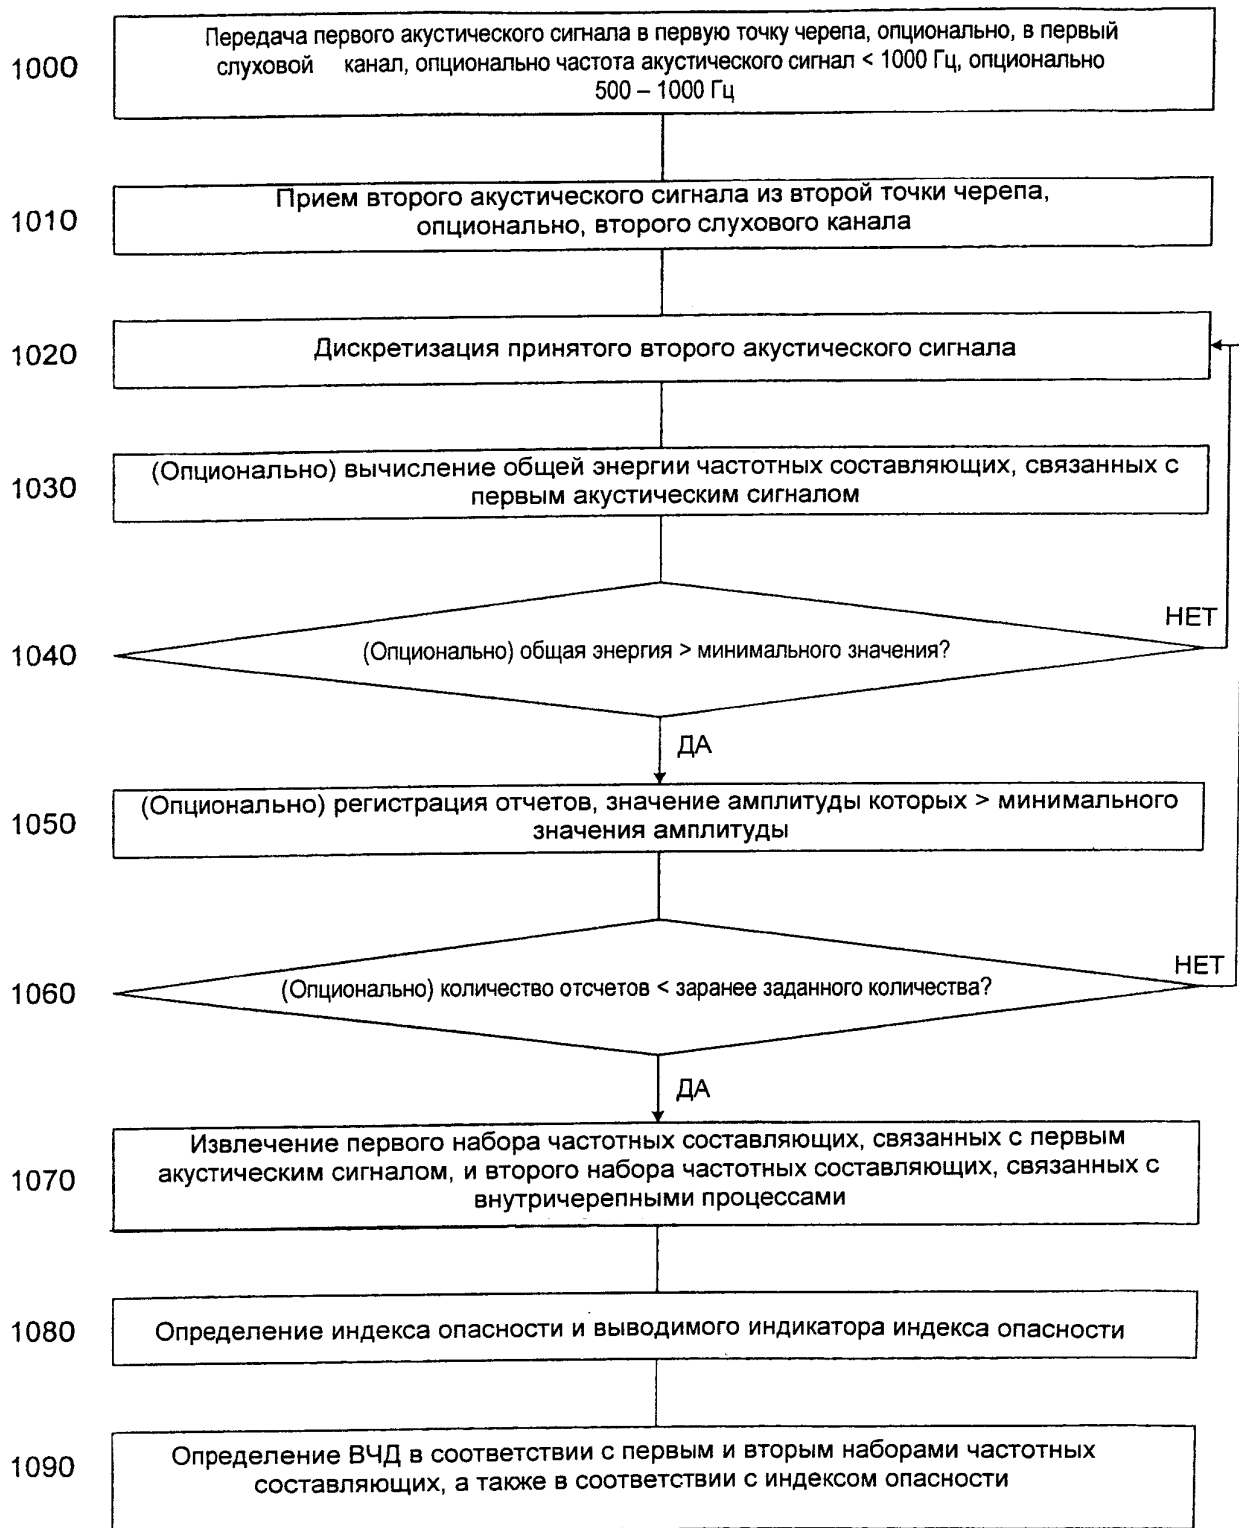 1000
Передача первого акустического сигнала в первую точку черепа, опционально, в первый
слуховой канал, опционально частота акустического сигнал < 1000 Гц, опционально
500 – 1000 Гц
1010
Прием второго акустического сигнала из второй точки черепа,
опционально, второго слухового канала
1020
Дискретизация принятого второго акустического сигнала
1030
(Опционально) вычисление общей энергии частотных составляющих, связанных с
первым акустическим сигналом
НЕТ
1040
(Опционально) общая энергия > минимального значения?
ДА
1050
(Опционально) регистрация отчетов, значение амплитуды которых > минимального
значения амплитуды
НЕТ
1060
(Опционально) количество отсчетов < заранее заданного количества?
ДА
1070
Извлечение первого набора частотных составляющих, связанных с первым
акустическим сигналом, и второго набора частотных составляющих, связанных с
внутричерепными процессами
1080
Определение индекса опасности и выводимого индикатора индекса опасности
1090
Определение ВЧД в соответствии с первым и вторым наборами частотных
составляющих, а также в соответствии с индексом опасности